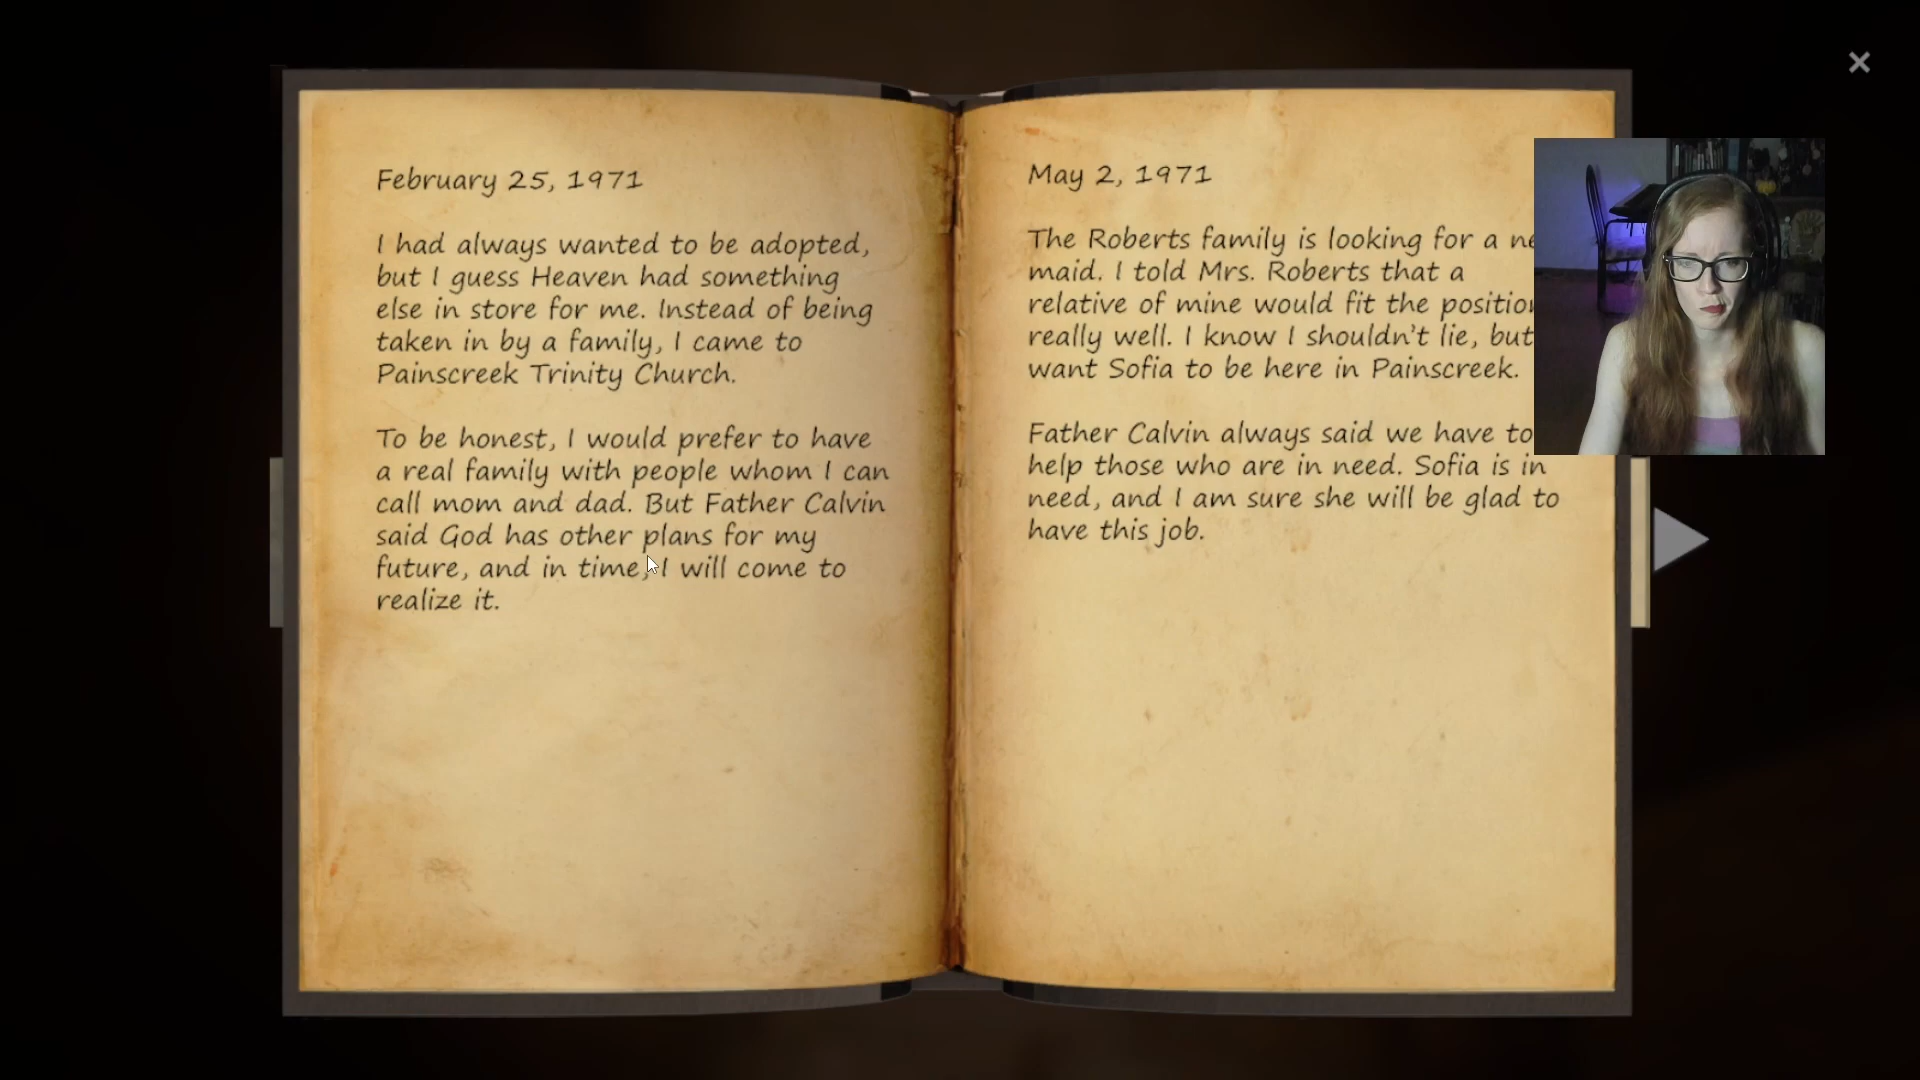 February 25, 1971
I had always wanted to be adopted,
but I guess Heaven had something
else in store for me. Instead of being
taken in by a family, I came to
Painscreek Trinity Church.
To be honest, I would prefer to have
a real family with people whom I can
call mom and dad. But Father Calvin
said God has other plans for my
future, and in time, I will come to
realize it.
May 2, 1971
The Roberts family is looking for a
maid. I told Mrs. Roberts that a
relative of mine would fit the
really well. I know I shouldn't lie, but
want Sofia to be here in Painscreek.
Father Calvin always said we have to
help those who are in need. Sofia is in
need, and I am sure she will be glad to
have this job.